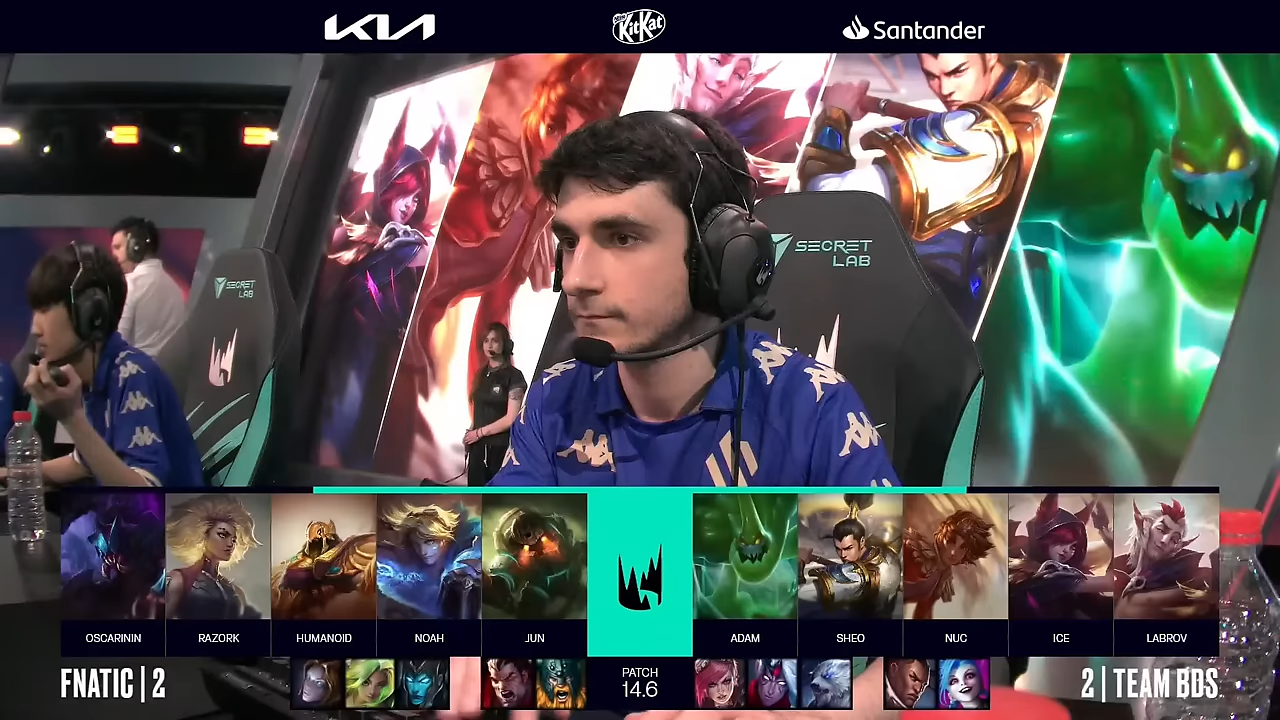 KIA
KitKat
Santander
SECRET
LAB
SECRET
LAB
OSCARININ
RAZORK
HUMANOID
NOAH
JUN
ADAM
SHEO
NUC
ICE
LABROV
FNATIC | 2
PATCH
14.6
2 | TEAM BDS